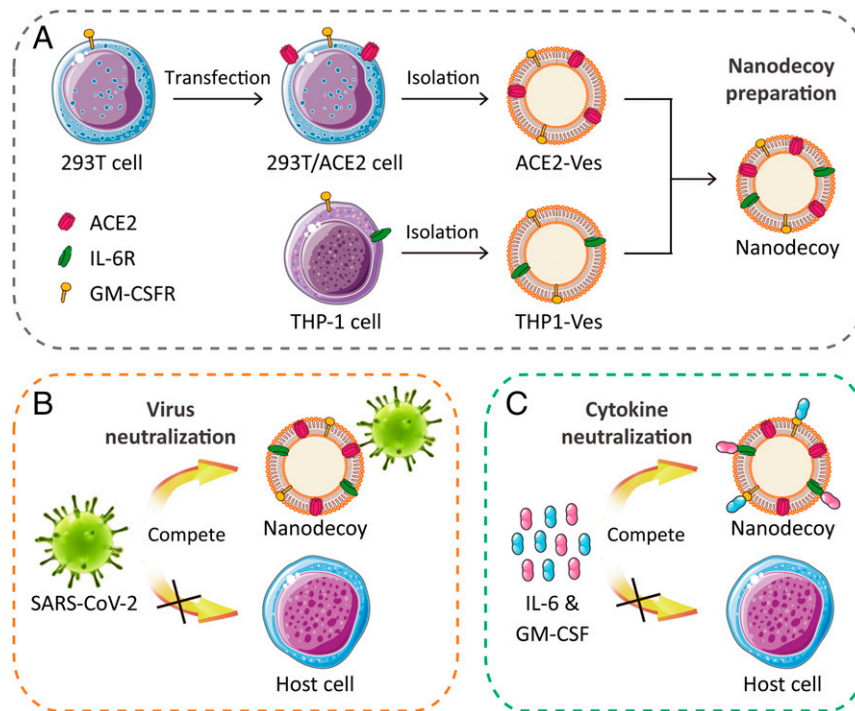 A
Transfection
Isolation
Nanodecoy
preparation
293T cell
293T/ACE2 cell
ACE2-Ves
ACE2
IL-6R
GM-CSFR
Isolation
THP-1 cell
THP1-Ves
Nanodecoy
B
Virus
neutralization
Compete
SARS-CoV-2
Nanodecoy
Host cell
C
Cytokine
neutralization
Compete
IL-6 &
GM-CSF
Nanodecoy
Host cell